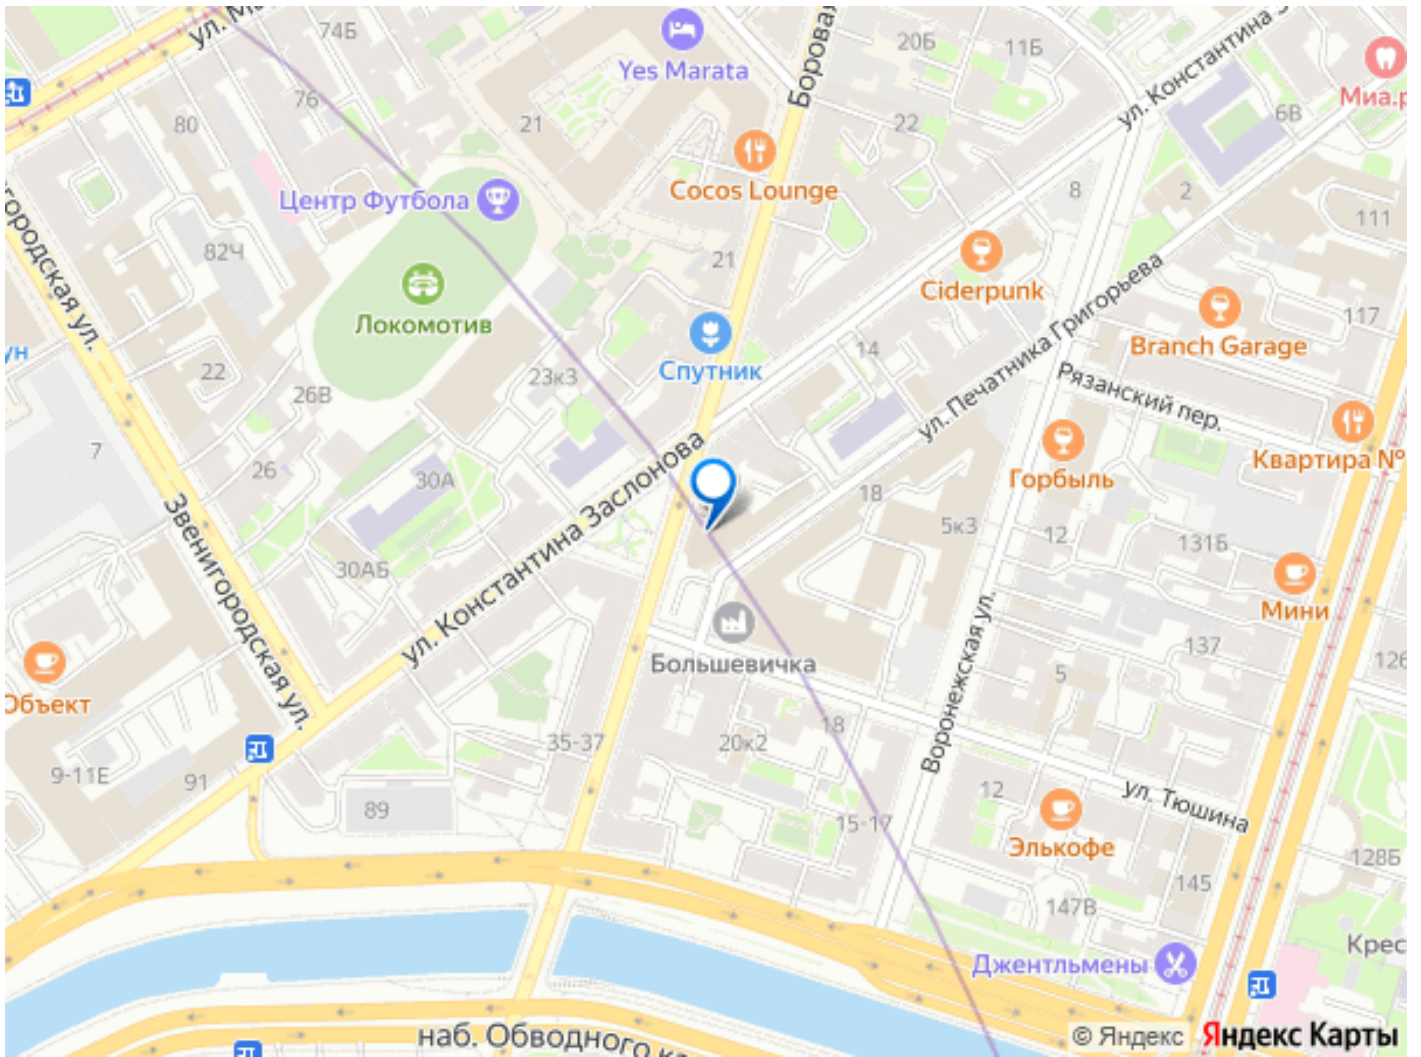 ул. Ма
74Б
Yes Marata
Боровая
20Б
11Б
ул. Константина З
Миа.р
76
80
21
22
6В
Cocos Lounge
Центр Футбола
8
2
111
городская ул.
82Ч
21
Ciderpunk
ул. Печатника Григорьева
Локомотив
117
Branch Garage
ун
22
26В
23к3
Спутник
14
Рязанский пер.
7
26
30А
ул. Константина Заслонова
Горбыль
Квартира №
18
5к3
12
131Б
Звенигородская ул.
30АБ
Мини
Воронежская ул.
Объект
Большевичка
5
137
126
9-11Е
91
35-37
20к2
18
12
ул. Тюшина
89
15-17
Элькофе
128Б
145
147В
Джентльмены
Крес
наб. Обводного ка
© Яндекс
Яндекс Карты